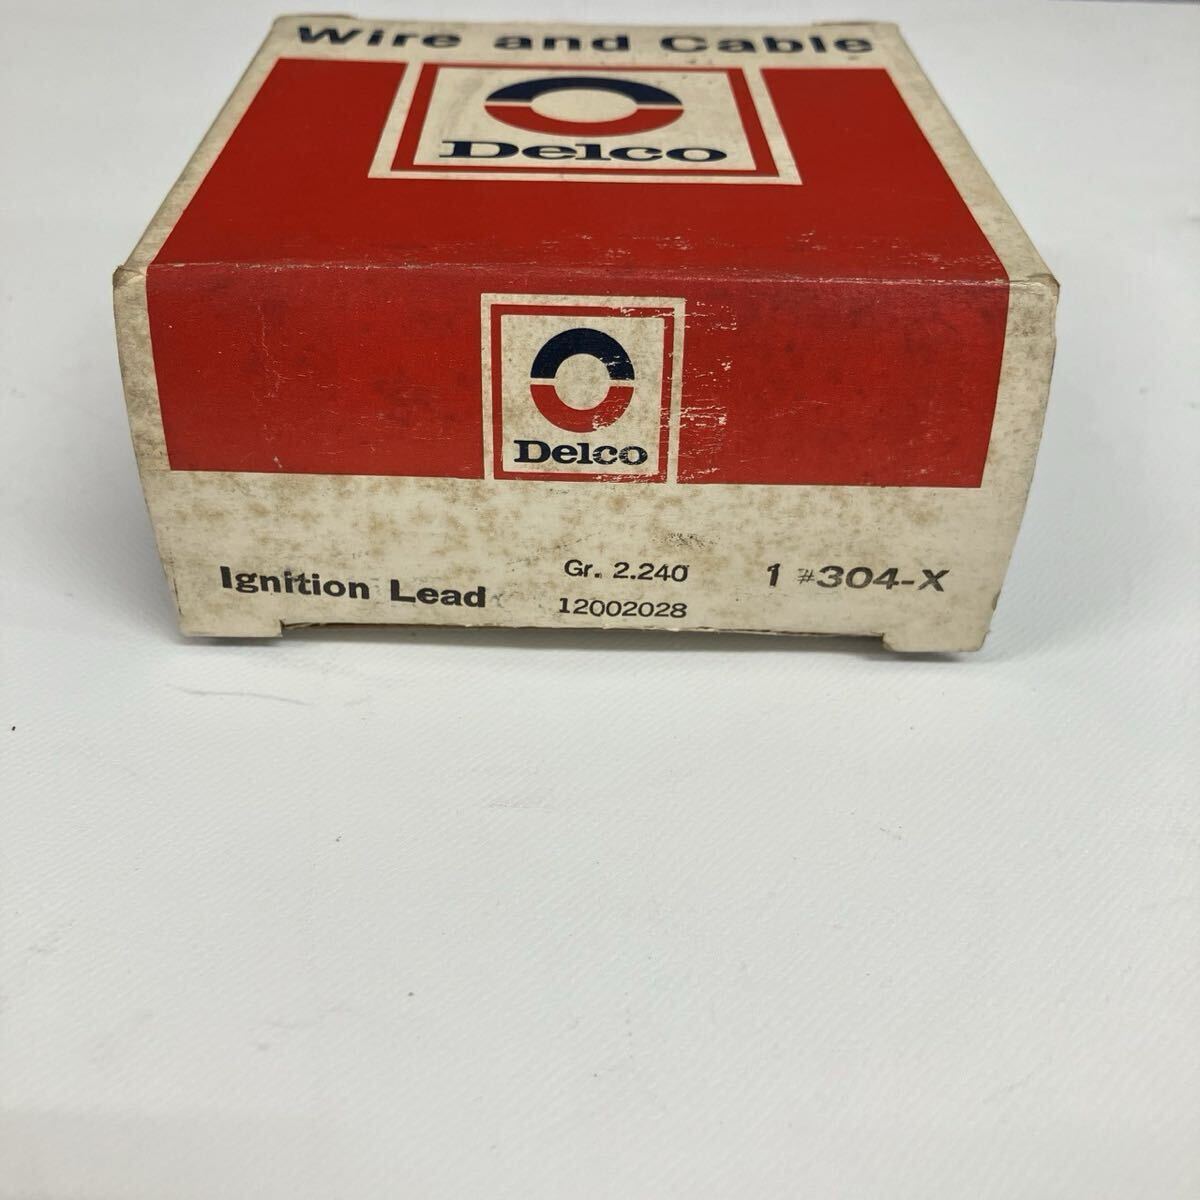 Wire and Cable
Delco
Delco
Ignition Lead
Gr. 2.240
12002028
1 #304-X